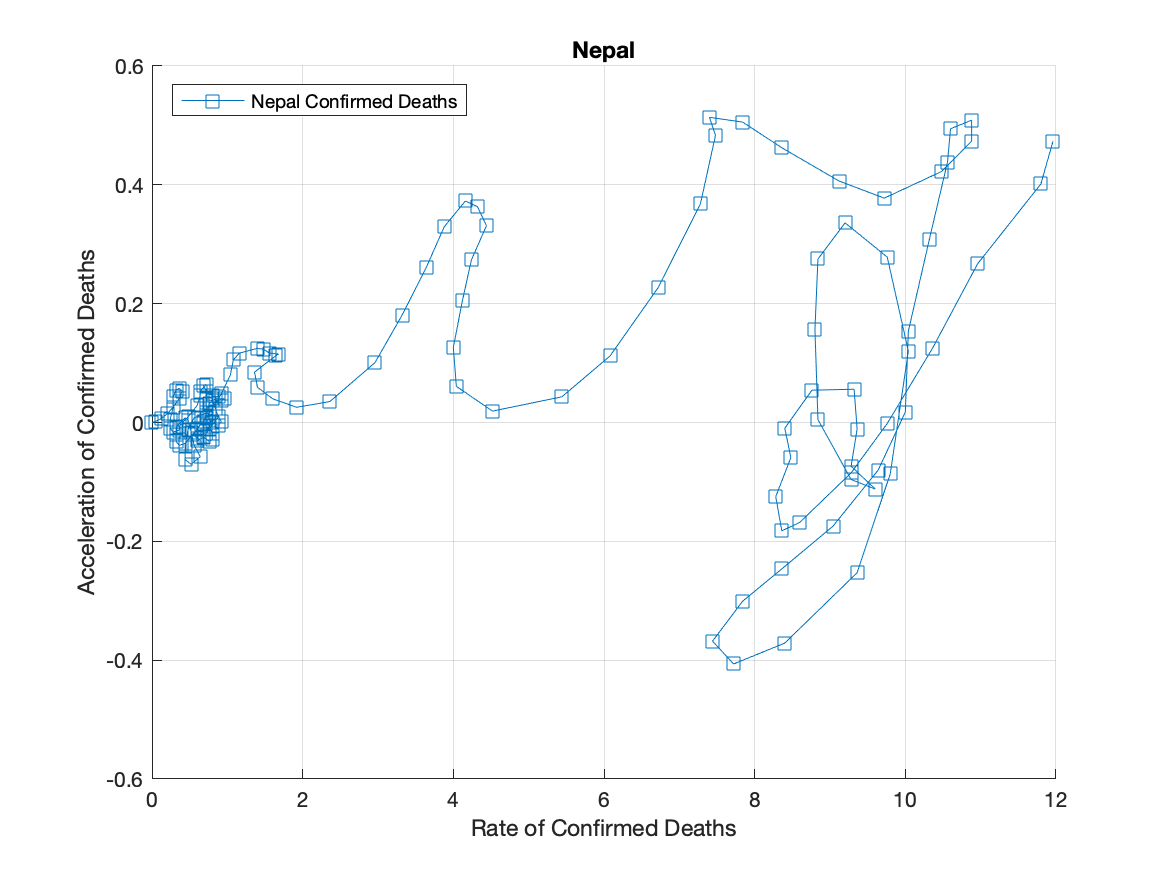 Nepal
Nepal Confirmed Deaths
0.6
0.4
0.2
0
-0.2
-0.4
-0.6
0 2 4 6 8 10 12
Acceleration of Confirmed Deaths
Rate of Confirmed Deaths